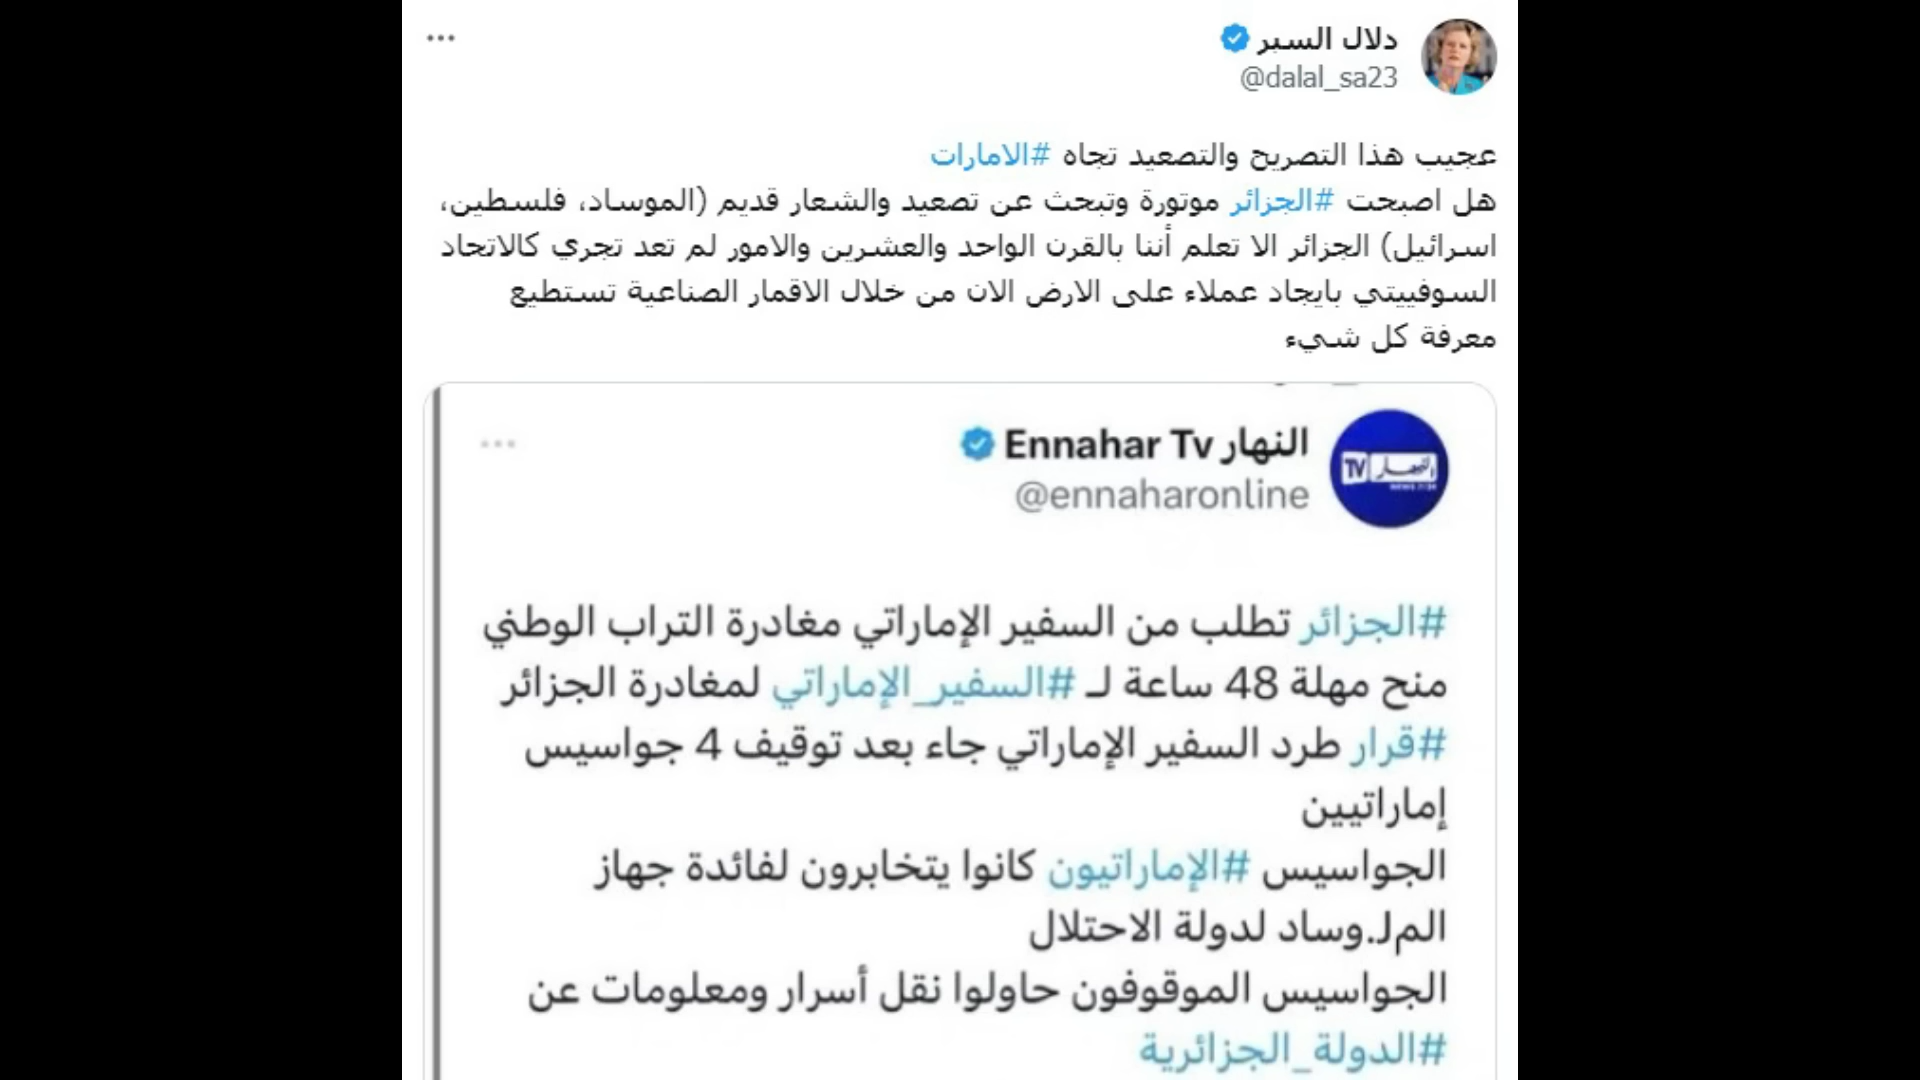 دلال السبر
@dalal_sa23
عجيب هذا التصريح والتصعيد تجاه #الامارات
هل اصبحت #الجزائر موتورة وتبحث عن تصعيد والشعار قديم (الموساد، فلسطين،
اسرائيل) الجزائر الا تعلم أننا بالقرن الواحد والعشرين والامور لم تعد تجري كالاتحاد
السوفييتي بايجاد عملاء على الارض الان من خلال الاقمار الصناعية تستطيع
معرفة كل شيء
النهار Ennahar Tv
@ennaharonline
النهار TV
#الجزائر تطلب من السفير الإماراتي مغادرة التراب الوطني
منح مهلة 48 ساعة لـ #السفير_الإماراتي لمغادرة الجزائر
#قرار طرد السفير الإماراتي جاء بعد توقيف 4 جواسيس
إماراتيين
الجواسيس #الإماراتيون كانوا يتخابرون لفائدة جهاز
المـ.ـوساد لدولة الاحتلال
الجواسيس الموقوفون حاولوا نقل أسرار ومعلومات عن
#الدولة_الجزائرية